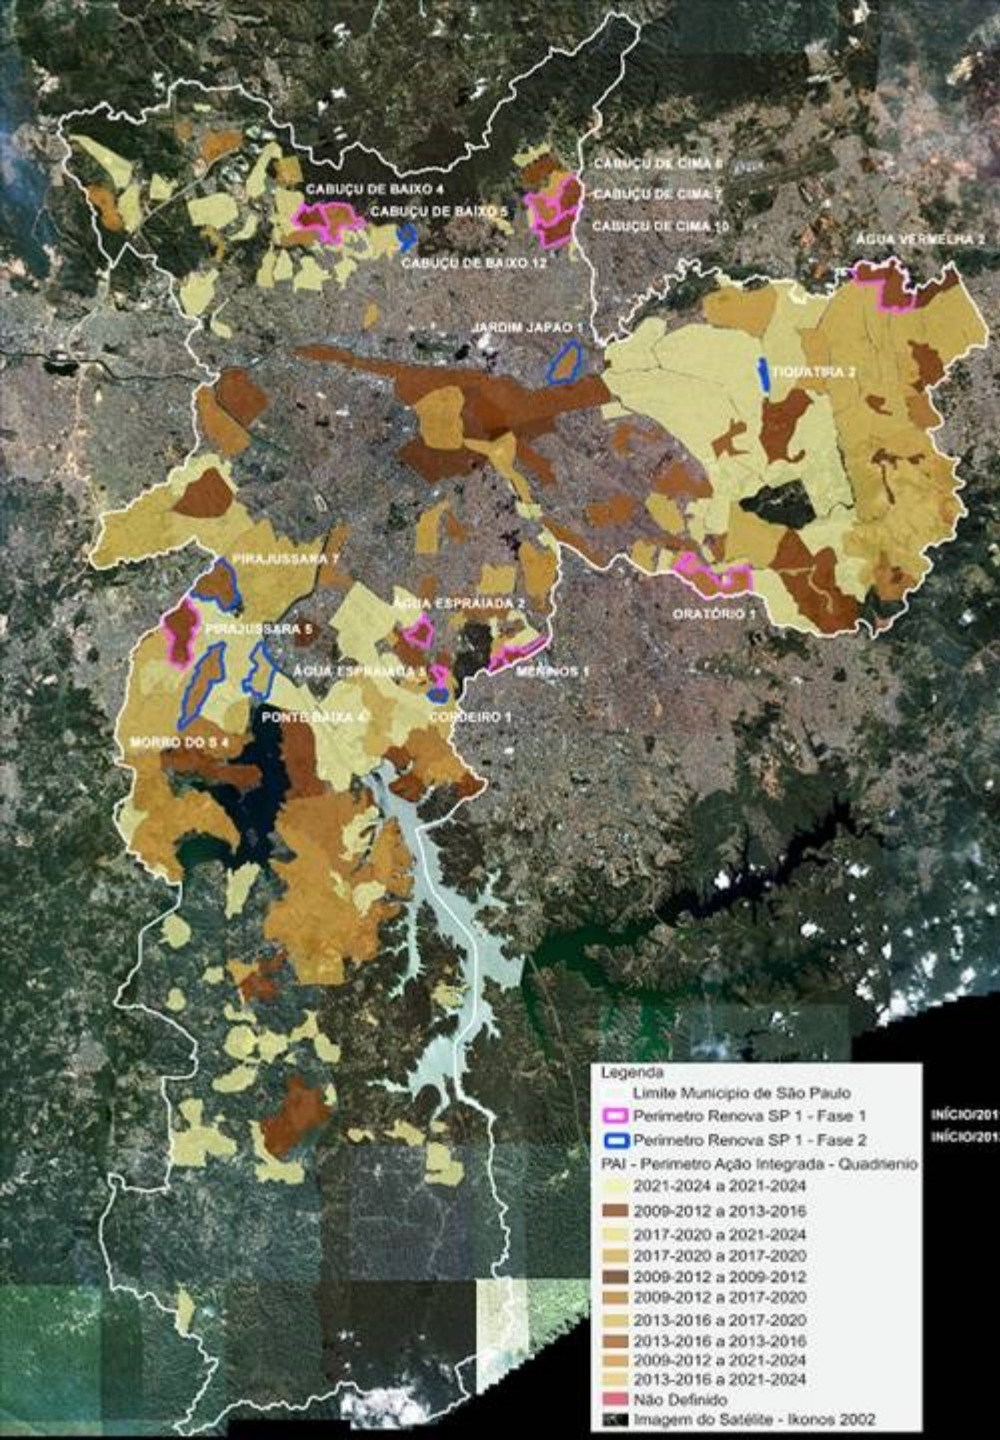 CABUÇU DE CIMA 8
CABUÇU DE BAIXO 4
CABUÇU DE CIMA 7
CABUÇU DE BAIXO 5
CABUÇU DE CIMA 10
ÁGUA VERMELHA 2
CABUÇU DE BAIXO 12
JARDIM JAPÃO 1
TIQUATIRA 2
PIRAJUSSARA 7
ÁGUA ESPRAIADA 2
ORATÓRIO 1
PIRAJUSSARA 5
ÁGUA ESPRAIADA 5
MENINOS 1
PONTE BAIXA 4
CORDEIRO 1
MORRO DO S 4
Legenda
Limite Município de São Paulo
Perímetro Renova SP 1 - Fase 1
INÍCIO/201
Perímetro Renova SP 1 - Fase 2
INÍCIO/201
PAI - Perimetro Ação Integrada - Quadrienio
2021-2024 a 2021-2024
2009-2012 a 2013-2016
2017-2020 a 2021-2024
2017-2020 a 2017-2020
2009-2012 a 2009-2012
2009-2012 a 2017-2020
2013-2016 a 2017-2020
2013-2016 a 2013-2016
2009-2012 a 2021-2024
2013-2016 a 2021-2024
Não Definido
Imagem do Satélite - Ikonos 2002